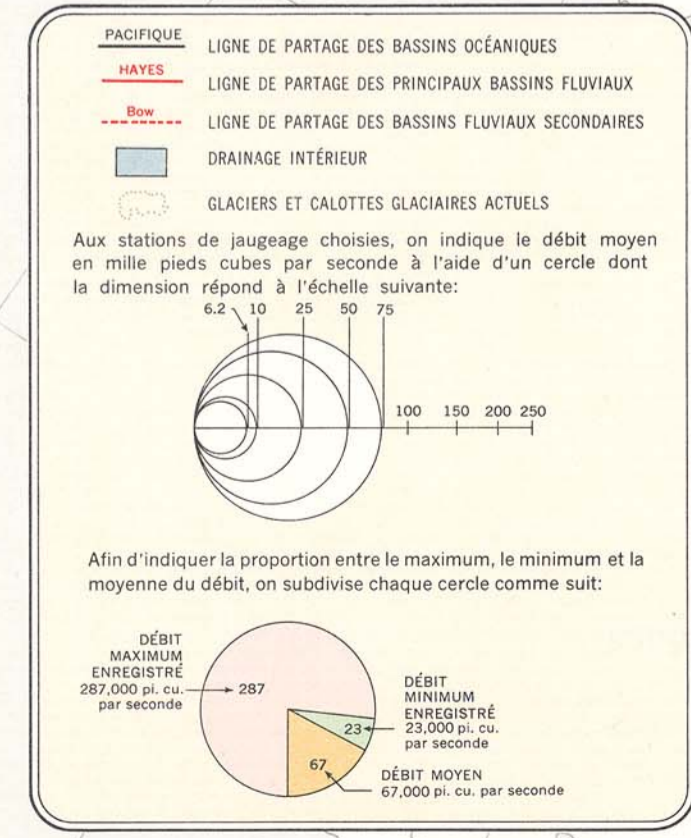 PACIFIQUE
LIGNE DE PARTAGE DES BASSINS OCÉANIQUES
HAYES
LIGNE DE PARTAGE DES PRINCIPAUX BASSINS FLUVIAUX
Bow
LIGNE DE PARTAGE DES BASSINS FLUVIAUX SECONDAIRES
DRAINAGE INTÉRIEUR
GLACIERS ET CALOTTES GLACIAIRES ACTUELS
Aux stations de jaugeage choisies, on indique le débit moyen
en mille pieds cubes par seconde à l'aide d'un cercle dont
la dimension répond à l'échelle suivante:
6.2 10 25 50 75
100 150 200 250
Afin d'indiquer la proportion entre le maximum, le minimum et la
moyenne du débit, on subdivise chaque cercle comme suit:
DÉBIT
MAXIMUM
ENREGISTRÉ
287,000 pi. cu.
par seconde
287
DÉBIT
MINIMUM
ENREGISTRÉ
23,000 pi. cu.
par seconde
23
67
DÉBIT MOYEN
67,000 pi. cu. par seconde